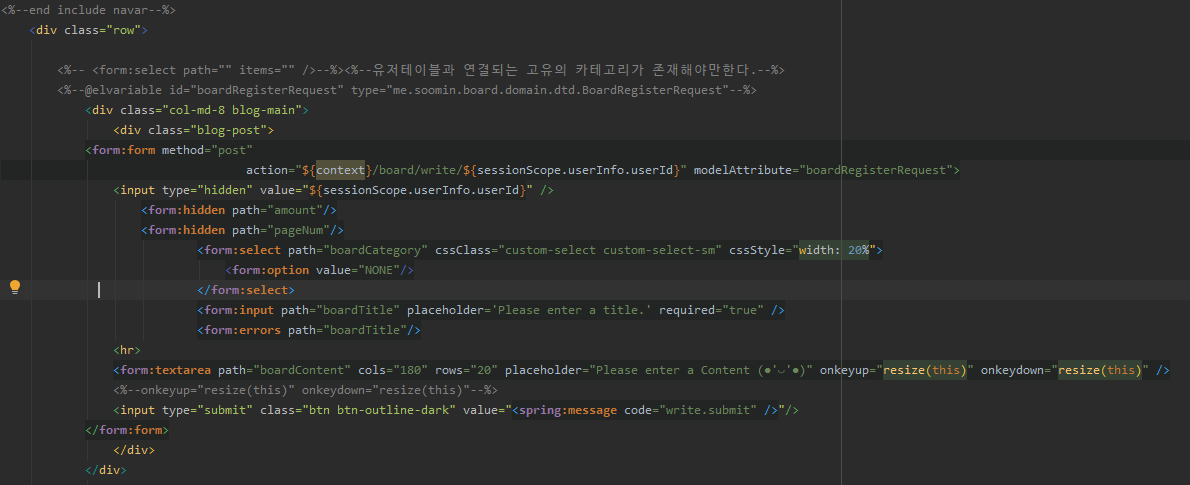 <%--end include navar--%>
<div class="row">
<%-- <form:select path="" items="" />--%><%--유저테이블과 연결되는 고유의 카테고리가 존재해야만한다.--%>
<%--@elvariable id="boardRegisterRequest" type="me.soomin.board.domain.dtd.BoardRegisterRequest"--%>
<div class="col-md-8 blog-main">
<div class="blog-post">
<form:form method="post"
action="${context}/board/write/${sessionScope.userInfo.userId}" modelAttribute="boardRegisterRequest">
<input type="hidden" value="${sessionScope.userInfo.userId}" />
<form:hidden path="amount"/>
<form:hidden path="pageNum"/>
<form:select path="boardCategory" cssClass="custom-select custom-select-sm" cssStyle="width: 20%">
<form:option value="NONE"/>
</form:select>
<form:input path="boardTitle" placeholder='Please enter a title.' required="true" />
<form:errors path="boardTitle"/>
<hr>
<form:textarea path="boardContent" cols="180" rows="20" placeholder="Please enter a Content (●'◡'●)" onkeyup="resize(this)" onkeydown="resize(this)" />
<%--onkeyup="resize(this)" onkeydown="resize(this)"--%>
<input type="submit" class="btn btn-outline-dark" value="<spring:message code="write.submit" />"/>
</form:form>
</div>
</div>